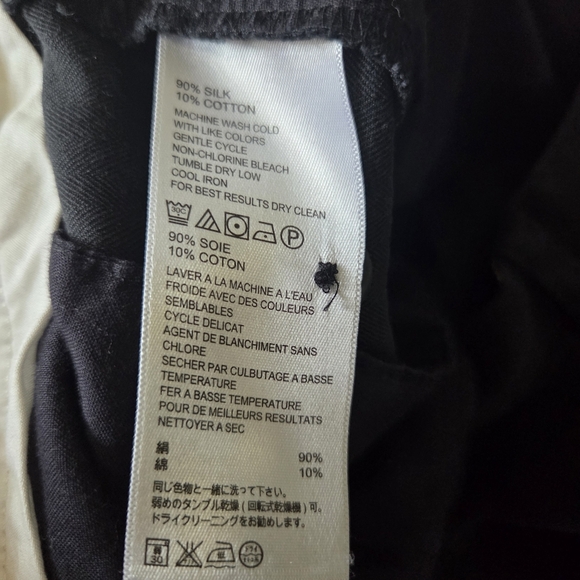 90% SILK
10% COTTON
MACHINE WASH COLD
WITH LIKE COLORS
GENTLE CYCLE
NON-CHLORINE BLEACH
TUMBLE DRY LOW
COOL IRON
FOR BEST RESULTS DRY CLEAN
30C P
90% SOIE
10% COTON
LAVER A LA MACHINE A L'EAU
FROIDE AVEC DES COULEURS
SEMBLABLES
CYCLE DELICAT
AGENT DE BLANCHIMENT SANS
CHLORE
SECHER PAR CULBUTAGE A BASSE
TEMPERATURE
FER A BASSE TEMPERATURE
POUR DE MEILLEURS RESULTATS
NETTOYER A SEC
絹 90%
綿 10%
同じ色物と一緒に洗って下さい。
弱めのタンブル乾燥(回転式乾燥機)可。
ドライクリーニングをお勧めします。
30 ドライ